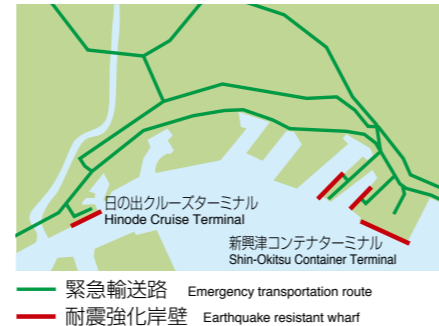 日の出クルーズターミナル
Hinode Cruise Terminal
新興津コンテナターミナル
Shin-Okitsu Container Terminal
緊急輸送路 Emergency transportation route
耐震強化岸壁 Earthquake resistant wharf